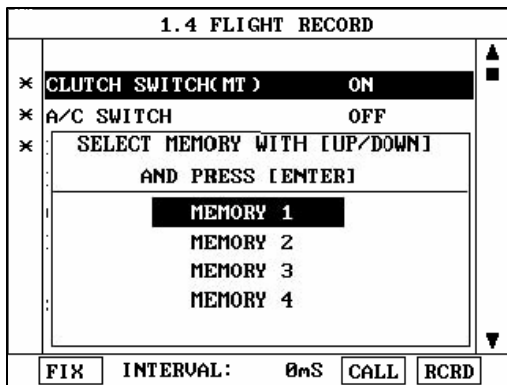 1.4 FLIGHT RECORD
* CLUTCH SWITCH(MT) ON
* A/C SWITCH OFF
*
SELECT MEMORY WITH [UP/DOWN]
AND PRESS [ENTER]
MEMORY 1
MEMORY 2
MEMORY 3
MEMORY 4
FIX INTERVAL: 0mS CALL RCRD